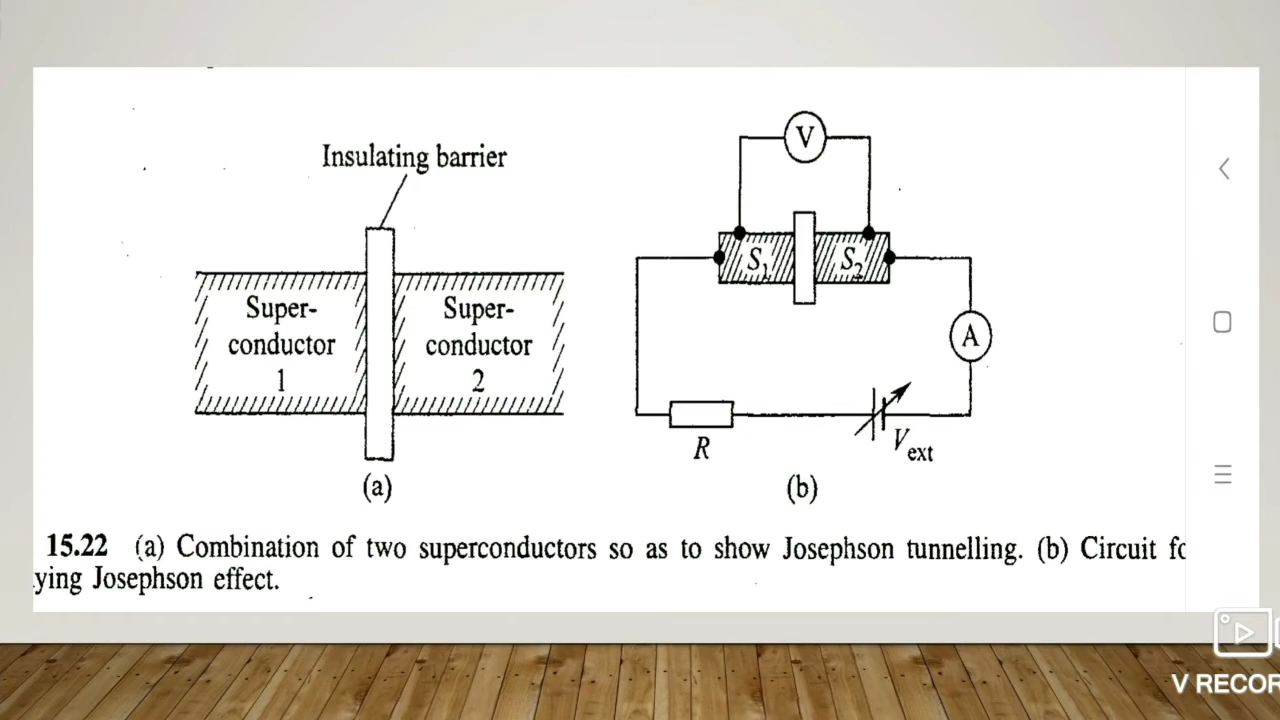 Insulating barrier
Super-
conductor
1
Super-
conductor
2
(a)
V
S1
S2
A
R
Vext
(b)
15.22 (a) Combination of two superconductors so as to show Josephson tunnelling. (b) Circuit fo
ying Josephson effect.
V RECOR